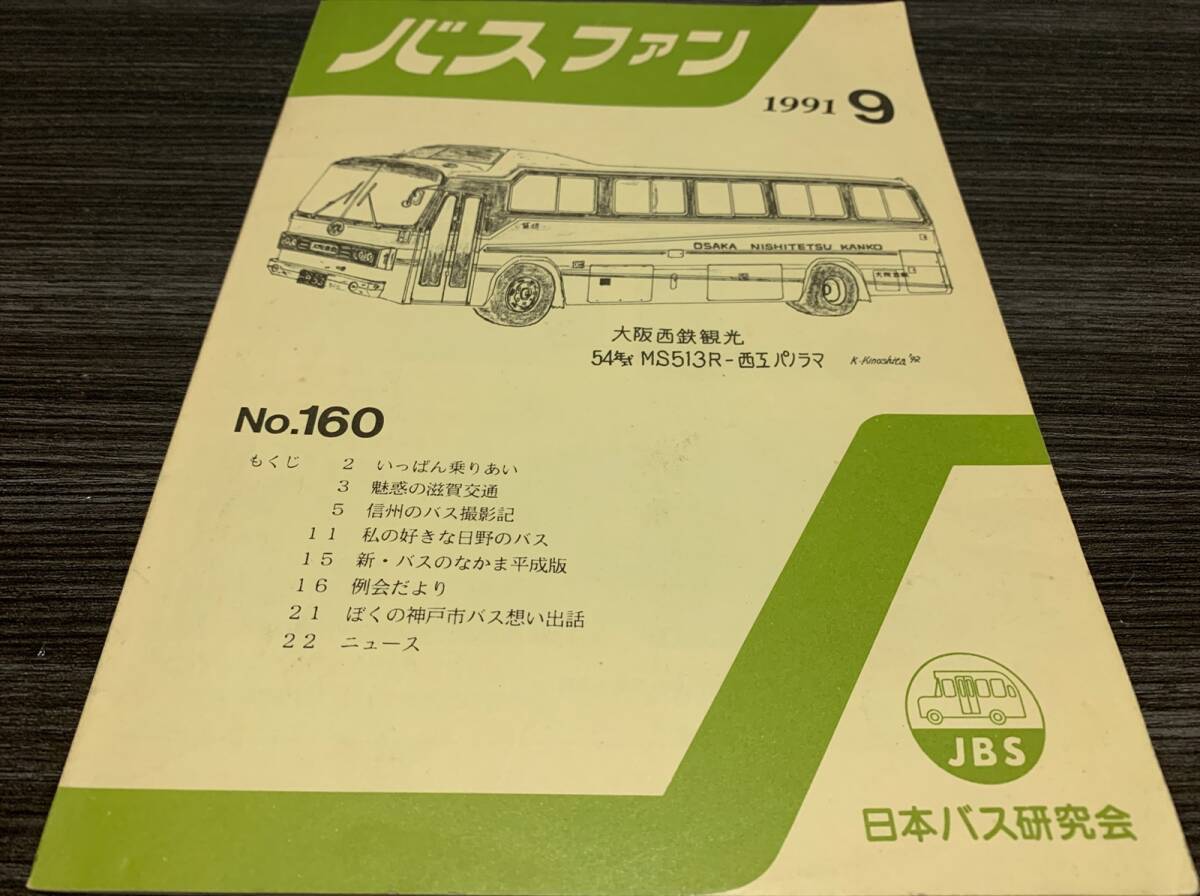 バスファン
1991 9
OSAKA NISHITETSU KANKO
大阪西鉄観光
54年式 MS513R-西工パノラマ
K.Kinoshita '92
No.160
もくじ 2 いっぱん乗りあい
3 魅惑の滋賀交通
5 信州のバス撮影記
11 私の好きな日野のバス
15 新・バスのなかま平成版
16 例会だより
21 ぼくの神戸市バス想い出話
22 ニュース
JBS
日本バス研究会